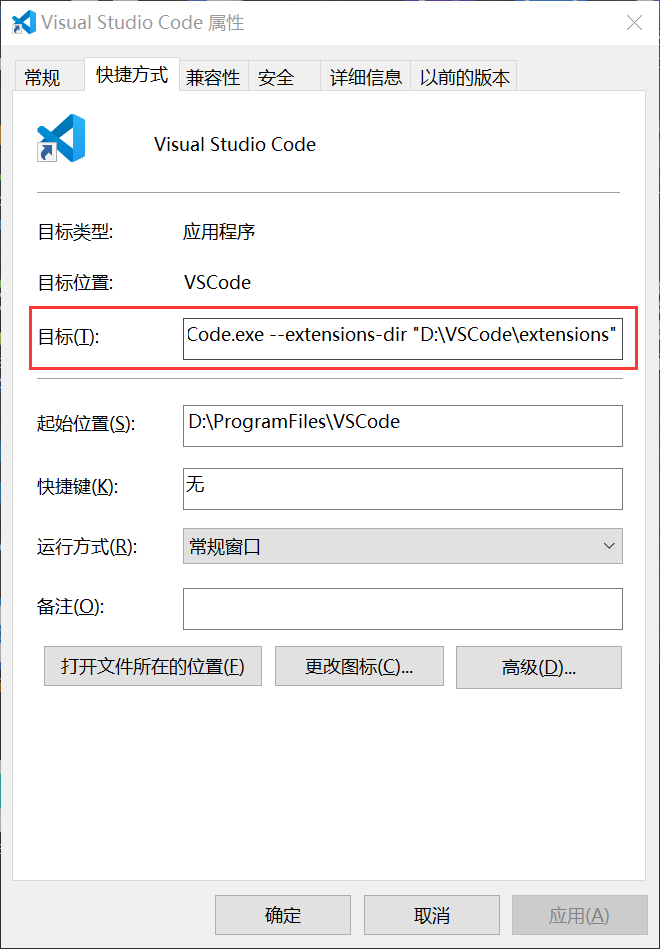 Visual Studio Code 属性
常规 快捷方式 兼容性 安全 详细信息 以前的版本
Visual Studio Code
目标类型: 应用程序
目标位置: VSCode
目标(T): Code.exe --extensions-dir "D:\VSCode\extensions"
起始位置(S): D:\ProgramFiles\VSCode
快捷键(K): 无
运行方式(R): 常规窗口
备注(O):
打开文件所在的位置(F) 更改图标(C)... 高级(D)...
确定 取消 应用(A)